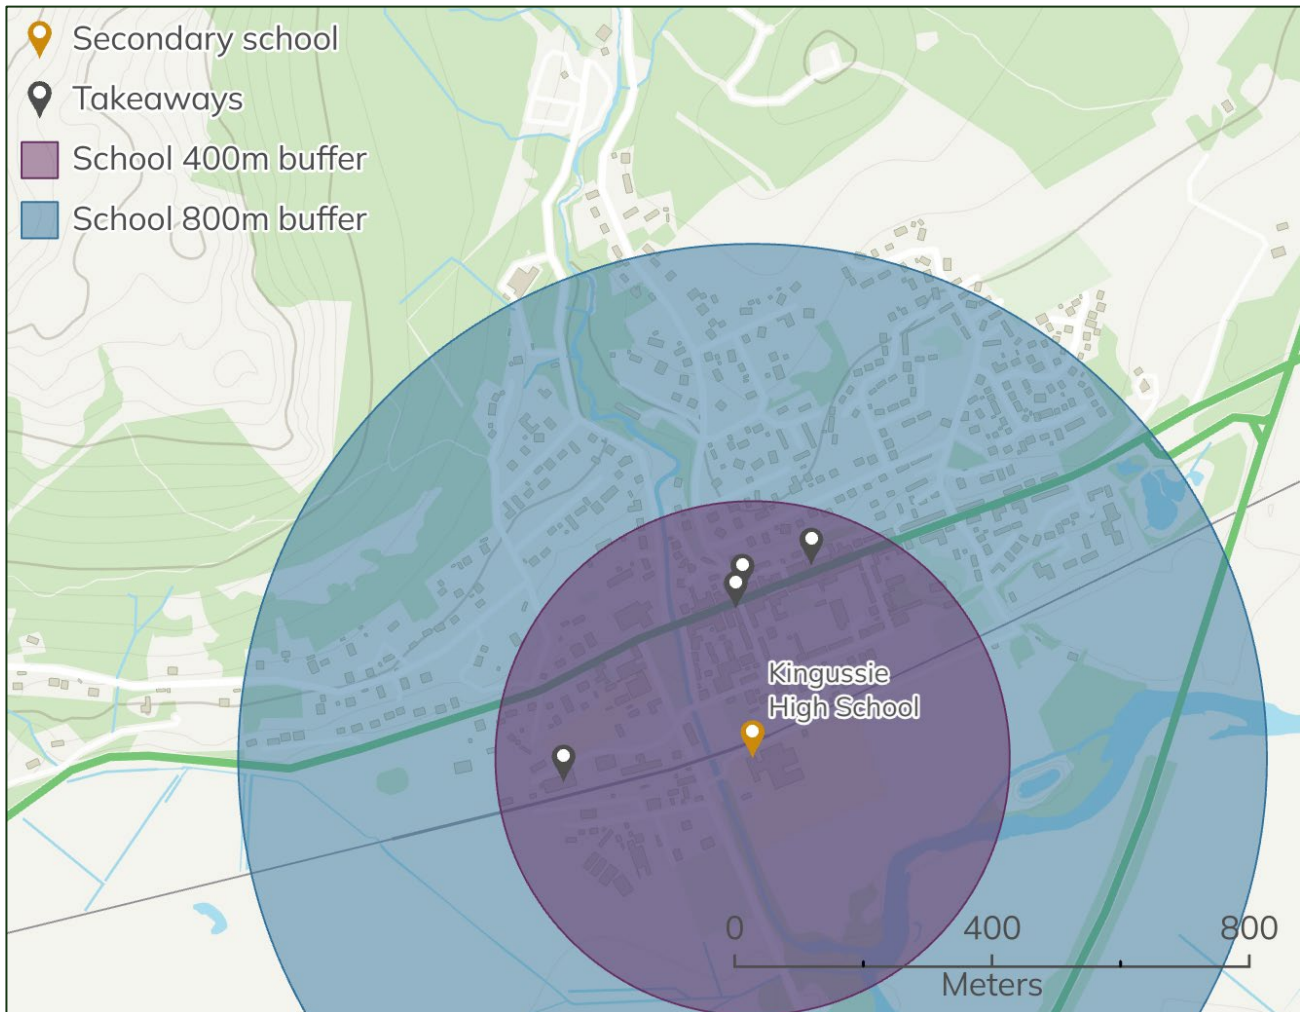 Secondary school
Takeaways
School 400m buffer
School 800m buffer
Kingussie
High School
0 400 800
Meters